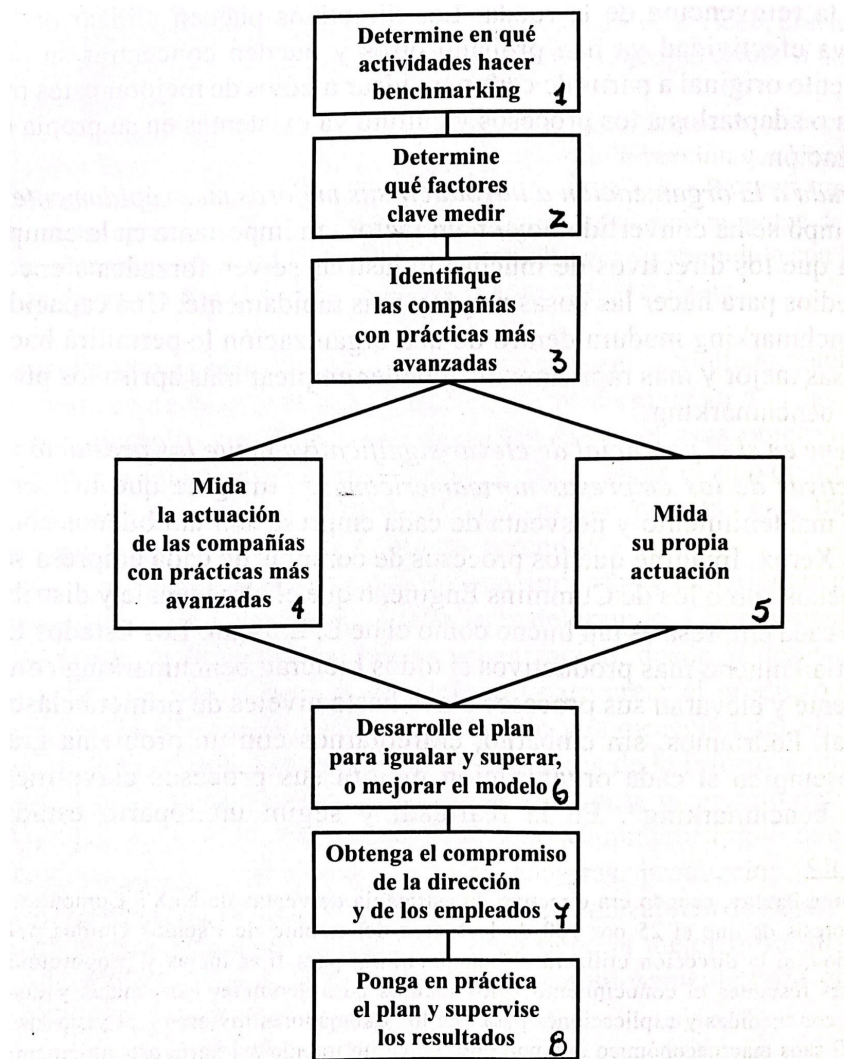 Determine en qué
actividades hacer
benchmarking 1
Determine
qué factores
clave medir 2
Identifique
las compañías
con prácticas más
avanzadas 3
Mida
la actuación
de las compañías
con prácticas más
avanzadas 4
Mida
su propia
actuación
5
Desarrolle el plan
para igualar y superar,
o mejorar el modelo 6
Obtenga el compromiso
de la dirección
y de los empleados 7
Ponga en práctica
el plan y supervise
los resultados 8